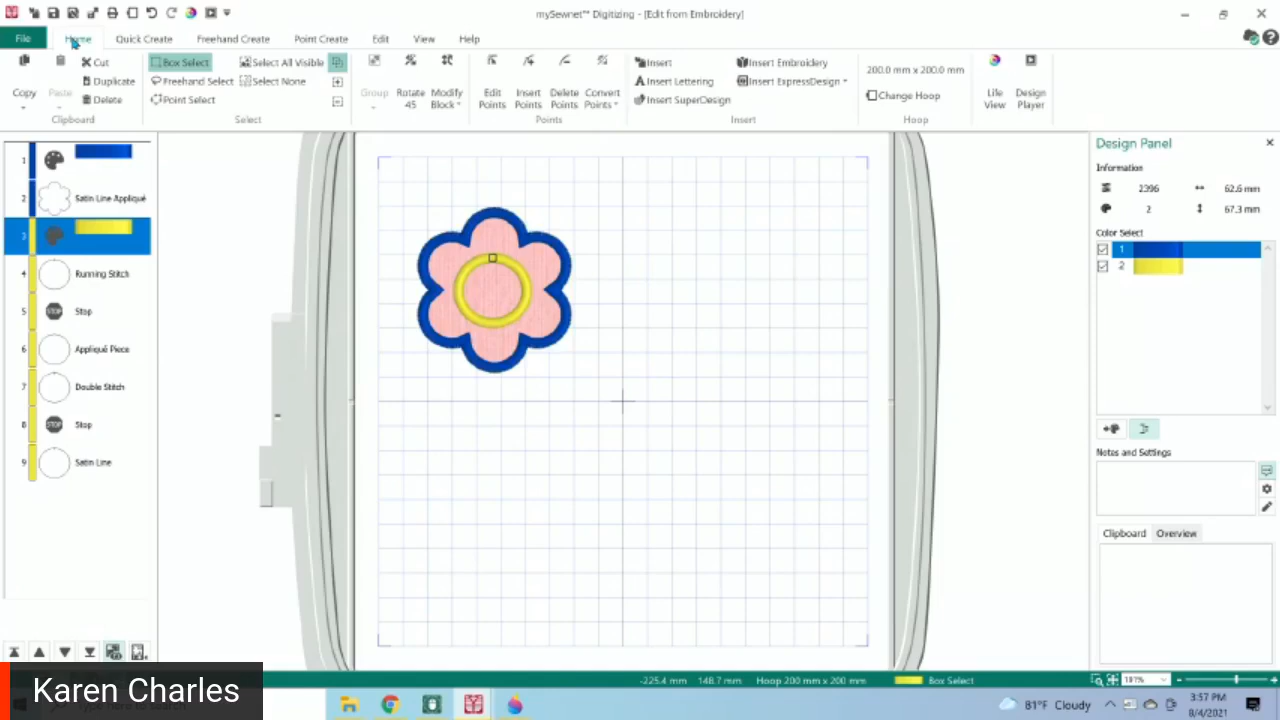 mySewnet™ Digitizing - [Edit from Embroidery]
File Home Quick Create Freehand Create Point Create Edit View Help
Copy
Paste
Cut
Duplicate
Delete
Clipboard
Box Select
Freehand Select
Point Select
Select All Visible
Select None
Select
Group
Rotate 45
Modify Block
Edit Points
Insert Points
Delete Points
Convert Points
Points
Insert
Insert Lettering
Insert SuperDesign
Insert Embroidery
Insert ExpressDesign
Insert
200.0 mm x 200.0 mm
Change Hoop
Hoop
Life View
Design Player
1
2 Satin Line Appliqué
3
4 Running Stitch
5 STOP Stop
6 Appliqué Piece
7 Double Stitch
8 STOP Stop
9 Satin Line
Design Panel
Information
2396 62.6 mm
2 67.3 mm
Color Select
1
2
Notes and Settings
Clipboard Overview
-225.4 mm 148.7 mm Hoop 200 mm x 200 mm Box Select
Karen Charles
81°F Cloudy
3:57 PM
8/4/2021